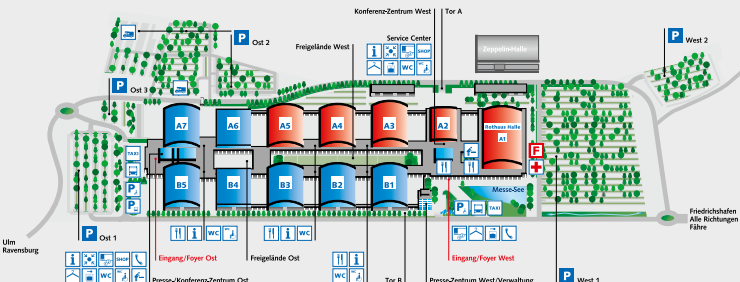 Konferenz-Zentrum West
Tor A
P Ost 2
Service Center
Zeppelin-Halle
P West 2
Freigelände West
i
SHOP
WC
P Ost 3
A7
A6
A5
A4
A3
A2
Rothaus Halle
A1
TAXI
F
P
P
B5
B4
B3
B2
B1
Messe-See
P
TAXI
Friedrichshafen
Alle Richtungen
Fähre
P Ost 1
i
WC
i
WC
Ulm
Ravensburg
i
SHOP
WC
Eingang/Foyer Ost
Freigelände Ost
i
WC
Eingang/Foyer West
Presse-/Konferenz-Zentrum Ost
Tor B
Presse-Zentrum West/Verwaltung
P West 1